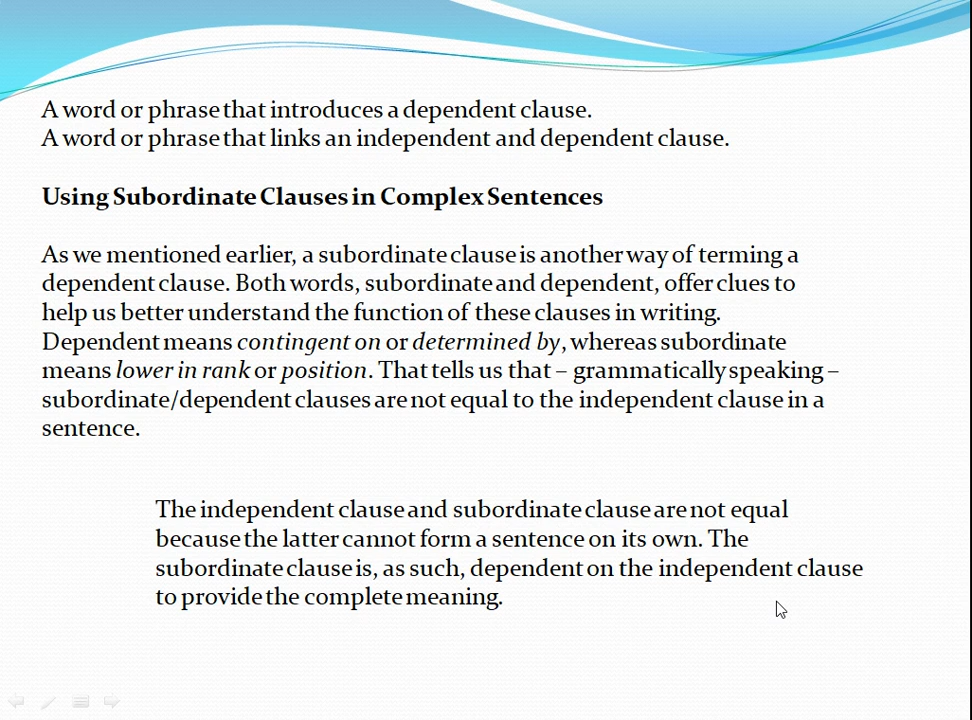 A word or phrase that introduces a dependent clause.
A word or phrase that links an independent and dependent clause.
Using Subordinate Clauses in Complex Sentences
As we mentioned earlier, a subordinate clause is another way of terming a
dependent clause. Both words, subordinate and dependent, offer clues to
help us better understand the function of these clauses in writing.
Dependent means contingent on or determined by, whereas subordinate
means lower in rank or position. That tells us that – grammatically speaking –
subordinate/dependent clauses are not equal to the independent clause in a
sentence.
The independent clause and subordinate clause are not equal
because the latter cannot form a sentence on its own. The
subordinate clause is, as such, dependent on the independent clause
to provide the complete meaning.